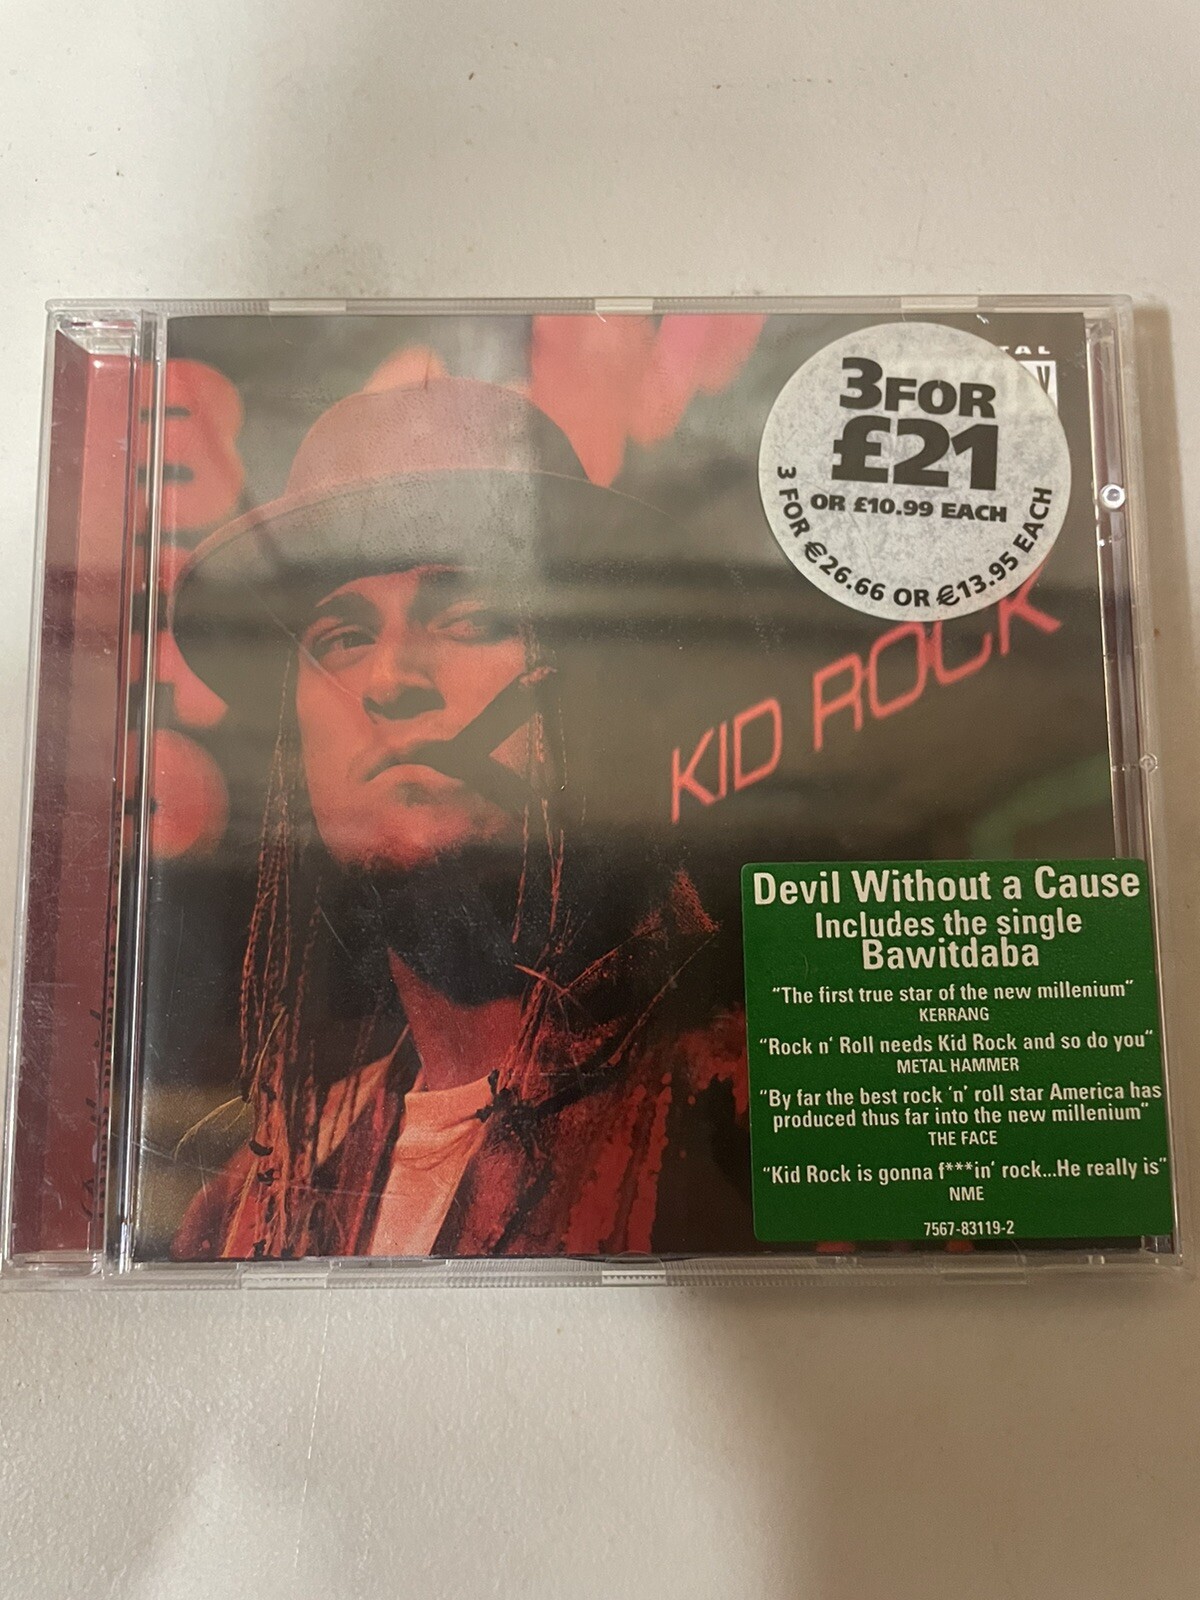 TAL
3 FOR
£21
OR £10.99 EACH
3 FOR €26.66 OR €13.95 EACH
KID ROCK
Devil Without a Cause
Includes the single
Bawitdaba
"The first true star of the new millenium"
KERRANG
"Rock n' Roll needs Kid Rock and so do you"
METAL HAMMER
"By far the best rock 'n' roll star America has
produced thus far into the new millenium"
THE FACE
"Kid Rock is gonna f***in' rock...He really is"
NME
7567-83119-2